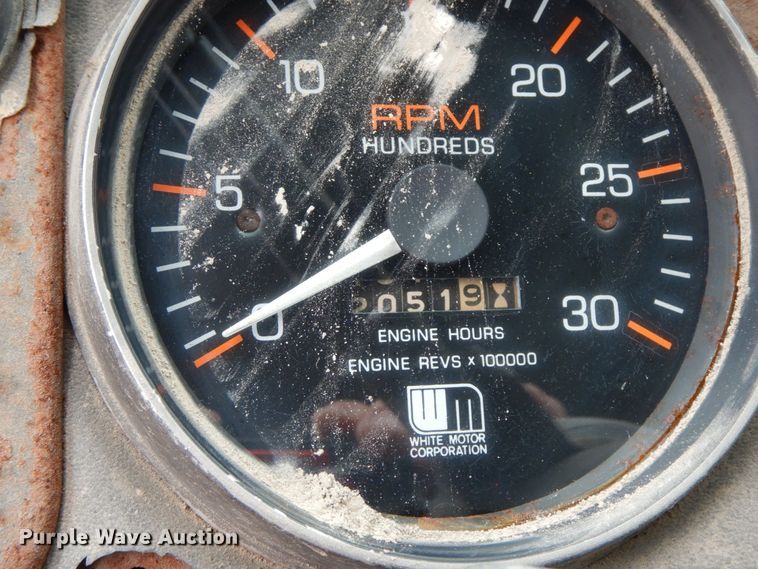 10
20
RPM
HUNDREDS
5
25
0
30
0519
ENGINE HOURS
ENGINE REVS x 100000
WM
WHITE MOTOR
CORPORATION
Purple Wave Auction